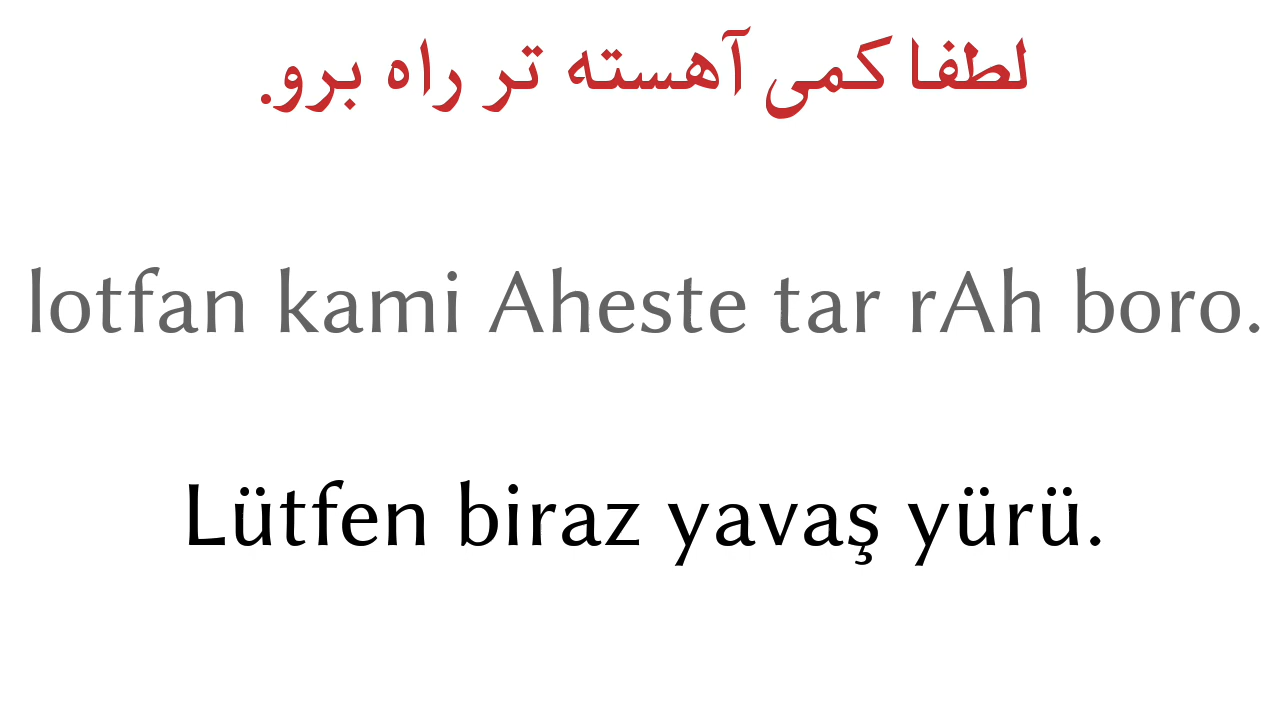 لطفا کمی آهسته تر راه برو.
lotfan kami Aheste tar rAh boro.
Lütfen biraz yavaş yürü.